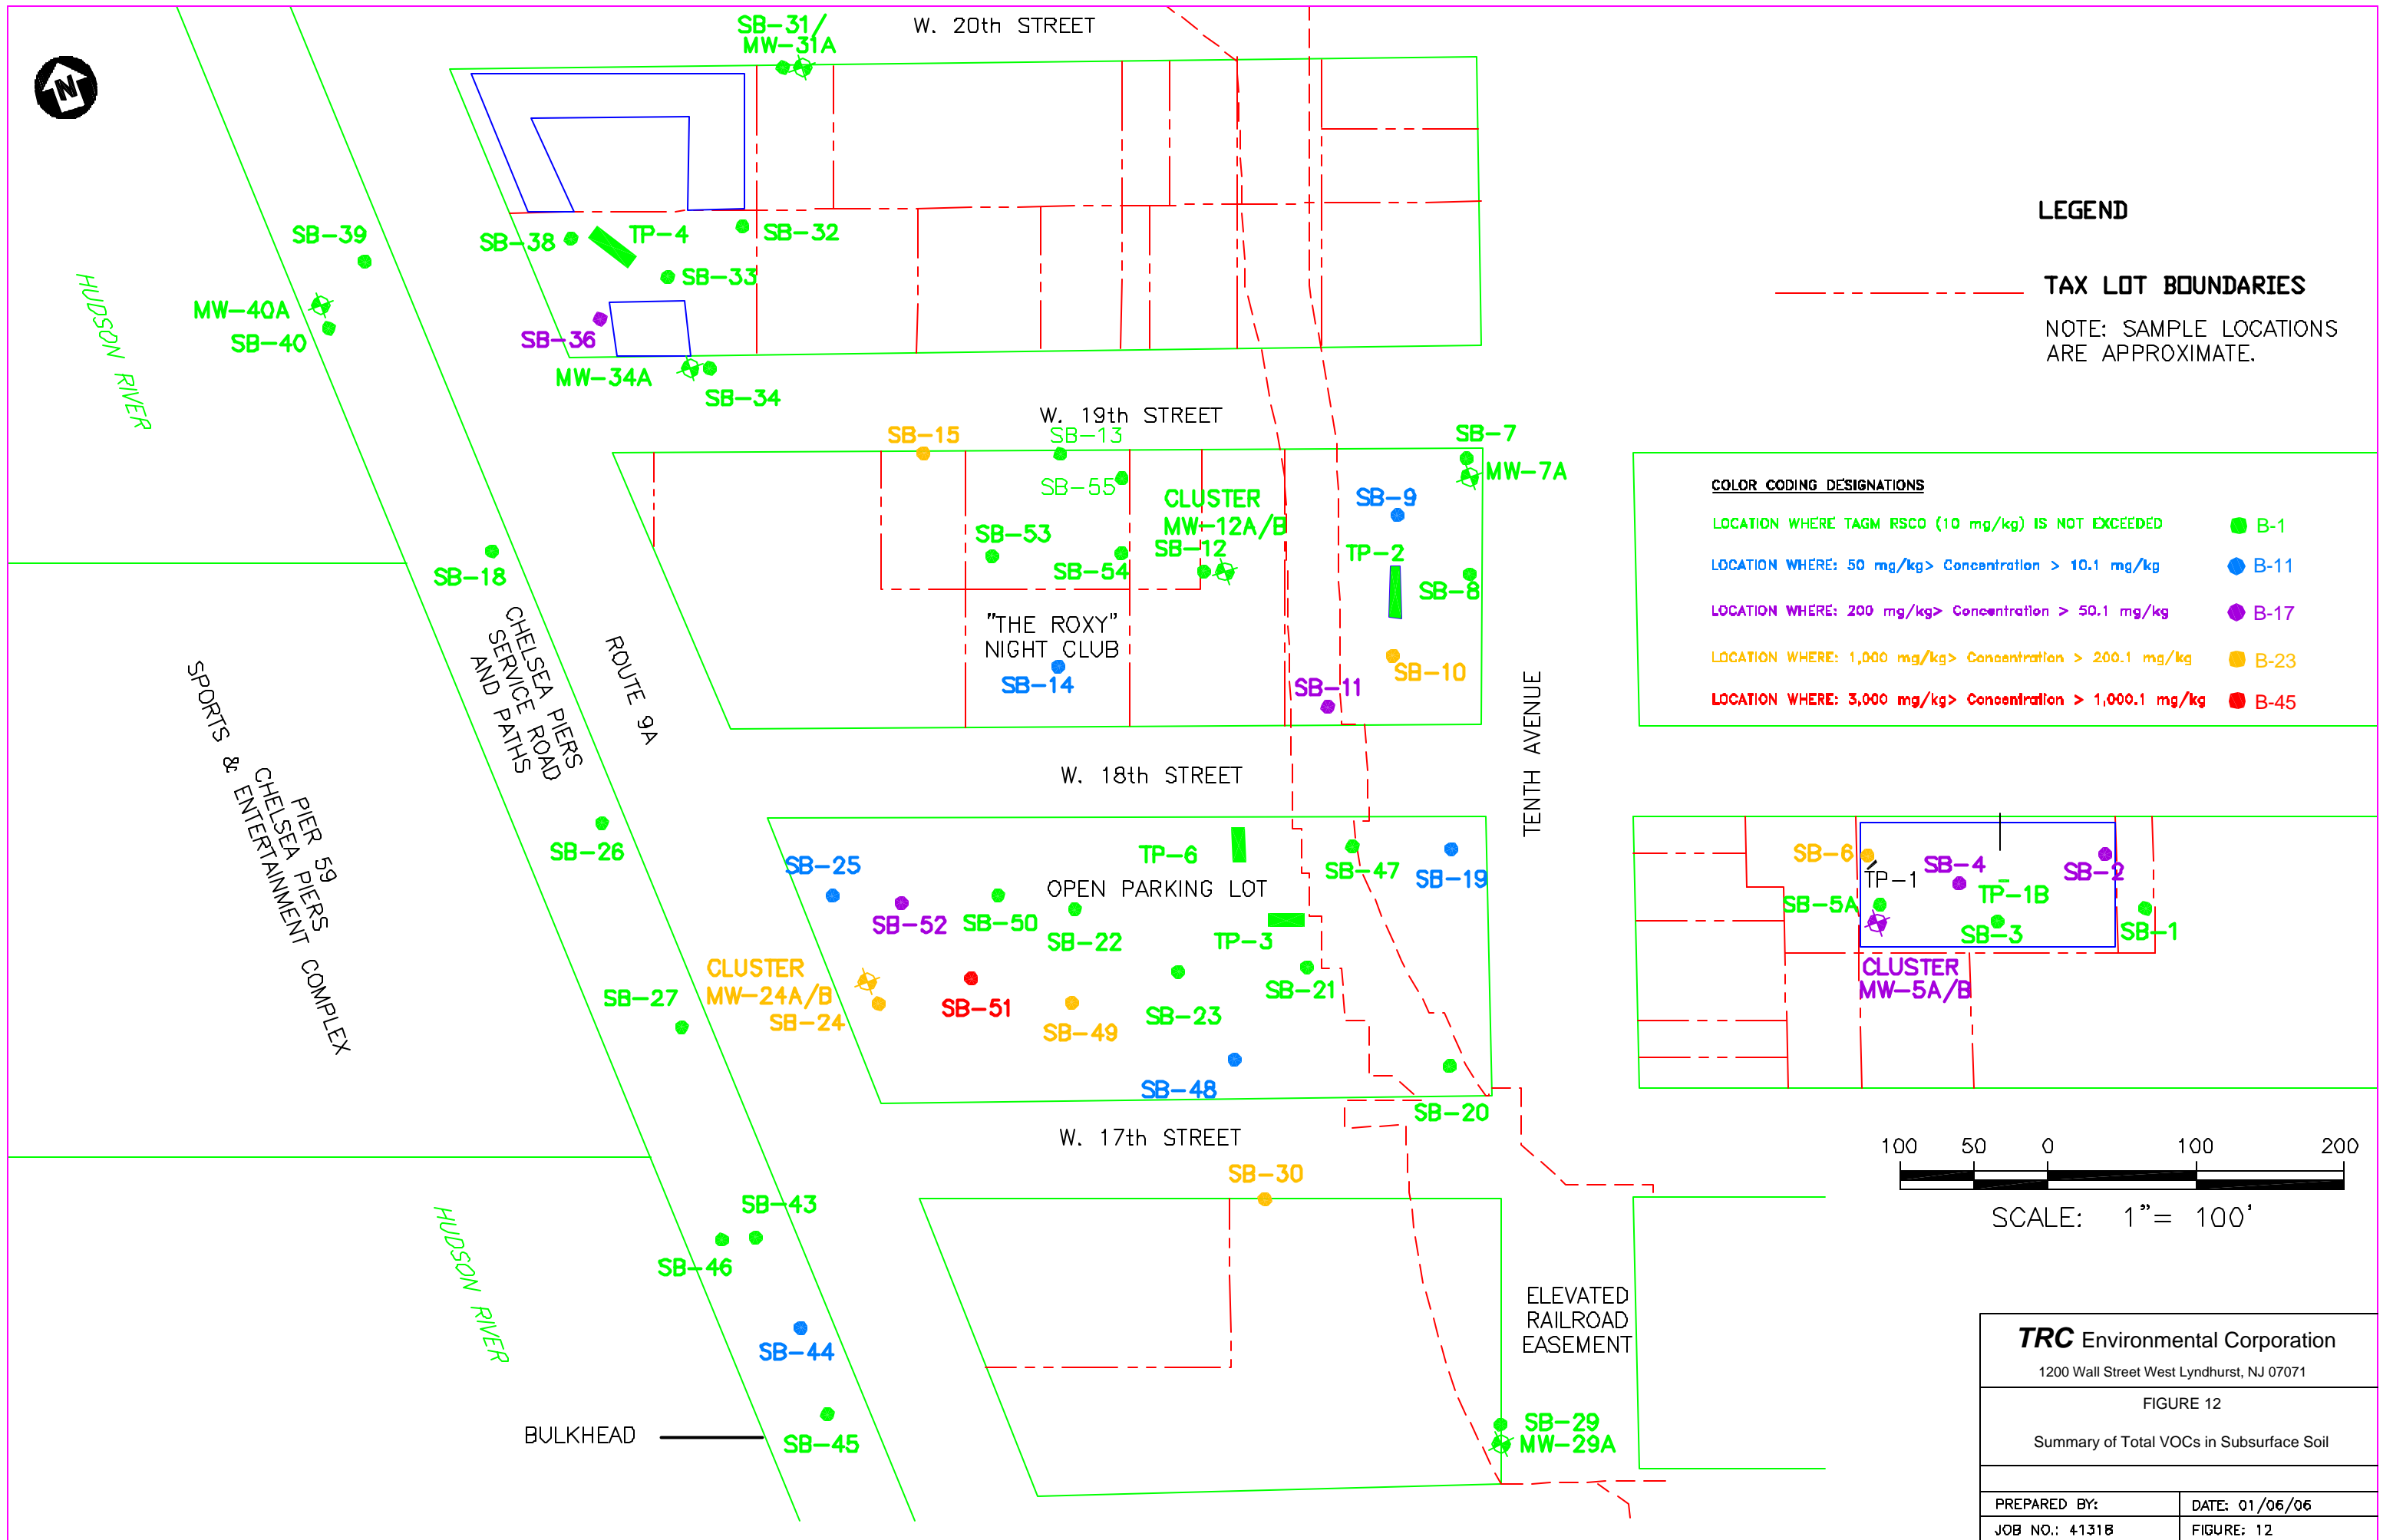 W. 20th STREET
SB-31/
MW-31A
N
SB-39
MW-40A
SB-40
HUDSON RIVER
SB-38
TP-4
SB-32
SB-33
SB-36
MW-34A
SB-34
LEGEND
TAX LOT BOUNDARIES
NOTE: SAMPLE LOCATIONS
ARE APPROXIMATE.
W. 19th STREET
SB-15
SB-13
SB-55
SB-53
SB-54
CLUSTER
MW-12A/B
SB-12
SB-7
MW-7A
SB-9
TP-2
SB-8
SB-10
SB-11
"THE ROXY"
NIGHT CLUB
SB-14
SB-18
CHELSEA PIERS
SERVICE ROAD
AND PATHS
ROUTE 9A
TENTH AVENUE
COLOR CODING DESIGNATIONS
LOCATION WHERE TAGM RSCO (10 mg/kg) IS NOT EXCEEDED B-1
LOCATION WHERE: 50 mg/kg> Concentration > 10.1 mg/kg B-11
LOCATION WHERE: 200 mg/kg> Concentration > 50.1 mg/kg B-17
LOCATION WHERE: 1,000 mg/kg> Concentration > 200.1 mg/kg B-23
LOCATION WHERE: 3,000 mg/kg> Concentration > 1,000.1 mg/kg B-45
W. 18th STREET
PIER 59
CHELSEA PIERS
SPORTS & ENTERTAINMENT COMPLEX
SB-26
SB-27
SB-25
SB-52
SB-50
SB-22
TP-6
OPEN PARKING LOT
SB-47
SB-19
TP-3
CLUSTER
MW-24A/B
SB-24
SB-51
SB-49
SB-23
SB-21
SB-48
SB-20
SB-6
TP-1
SB-4
SB-2
SB-5A
TP-1B
SB-3
SB-1
CLUSTER
MW-5A/B
W. 17th STREET
SB-30
100 50 0 100 200
SCALE: 1"= 100'
SB-43
SB-46
HUDSON RIVER
SB-44
SB-45
BULKHEAD
ELEVATED
RAILROAD
EASEMENT
SB-29
MW-29A
TRC Environmental Corporation
1200 Wall Street West Lyndhurst, NJ 07071
FIGURE 12
Summary of Total VOCs in Subsurface Soil
PREPARED BY: DATE: 01/06/06
JOB NO.: 41318 FIGURE: 12